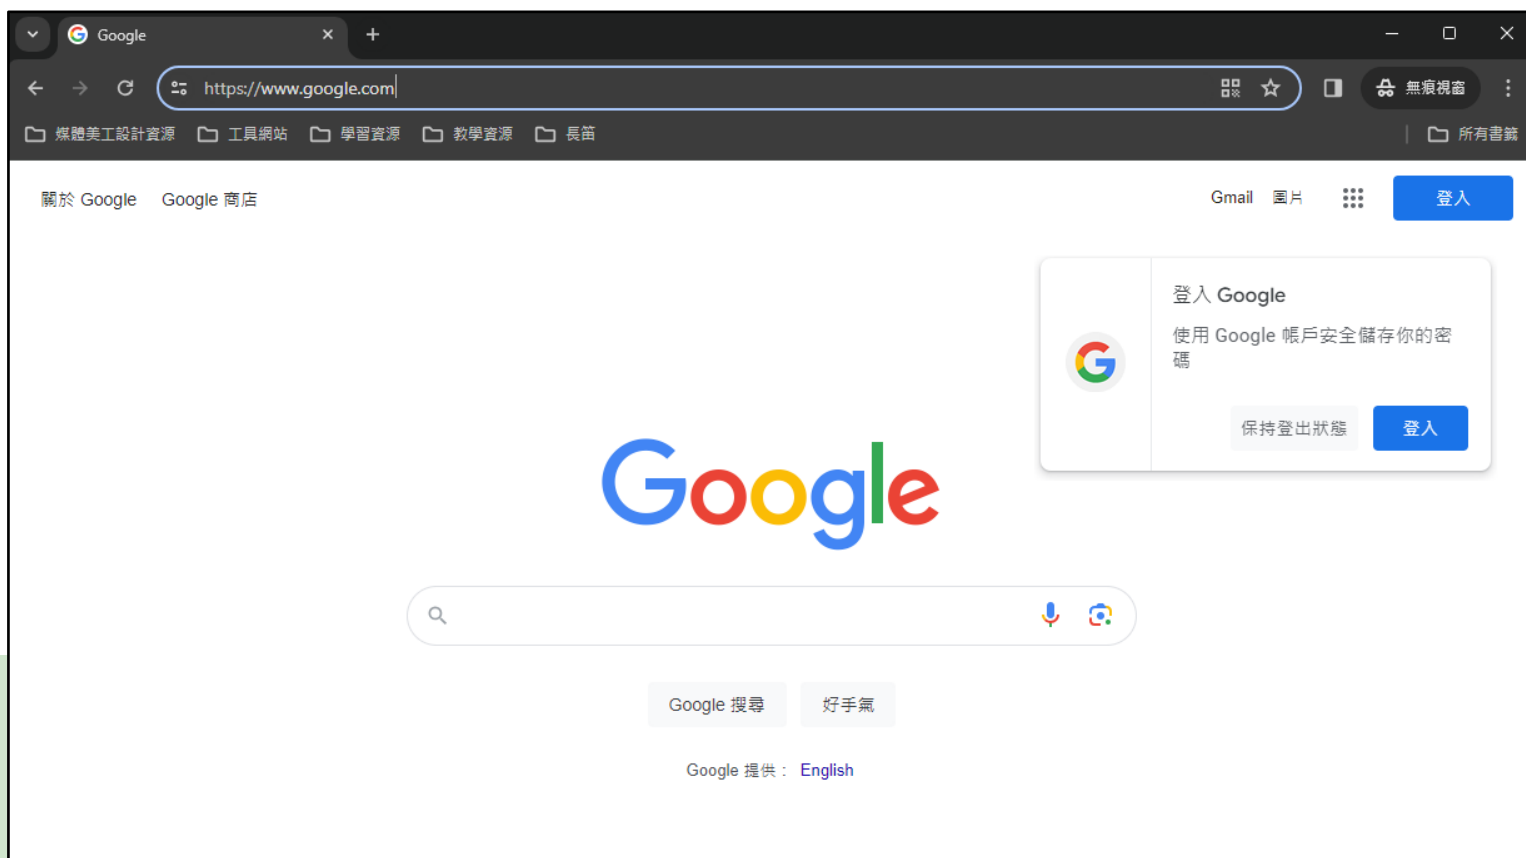 Google
https://www.google.com
無痕視窗
媒體美工設計資源 工具網站 學習資源 教學資源 長笛 所有書籤
關於 Google Google 商店 Gmail 圖片 登入
登入 Google
使用 Google 帳戶安全儲存你的密
碼
保持登出狀態 登入
Google
Google 搜尋 好手氣
Google 提供： English